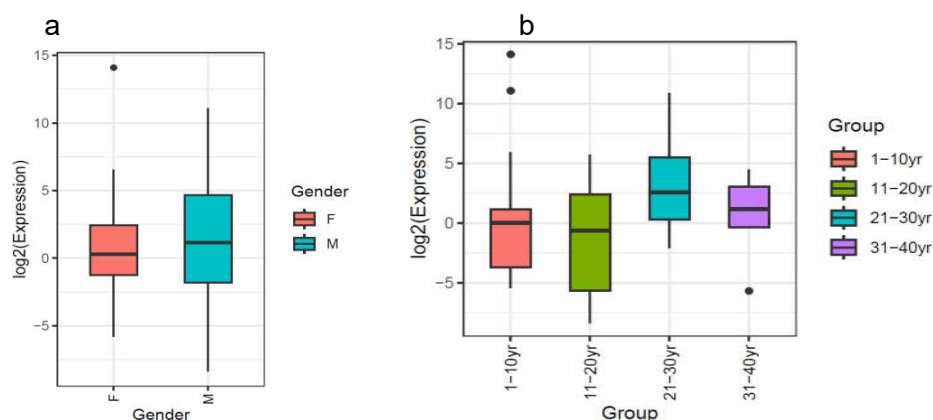 a
15
10
5
0
−5
log2(Expression)
F
M
Gender
Gender
F
M
b
15
10
5
0
−5
log2(Expression)
1−10yr
11−20yr
21−30yr
31−40yr
Group
Group
1−10yr
11−20yr
21−30yr
31−40yr